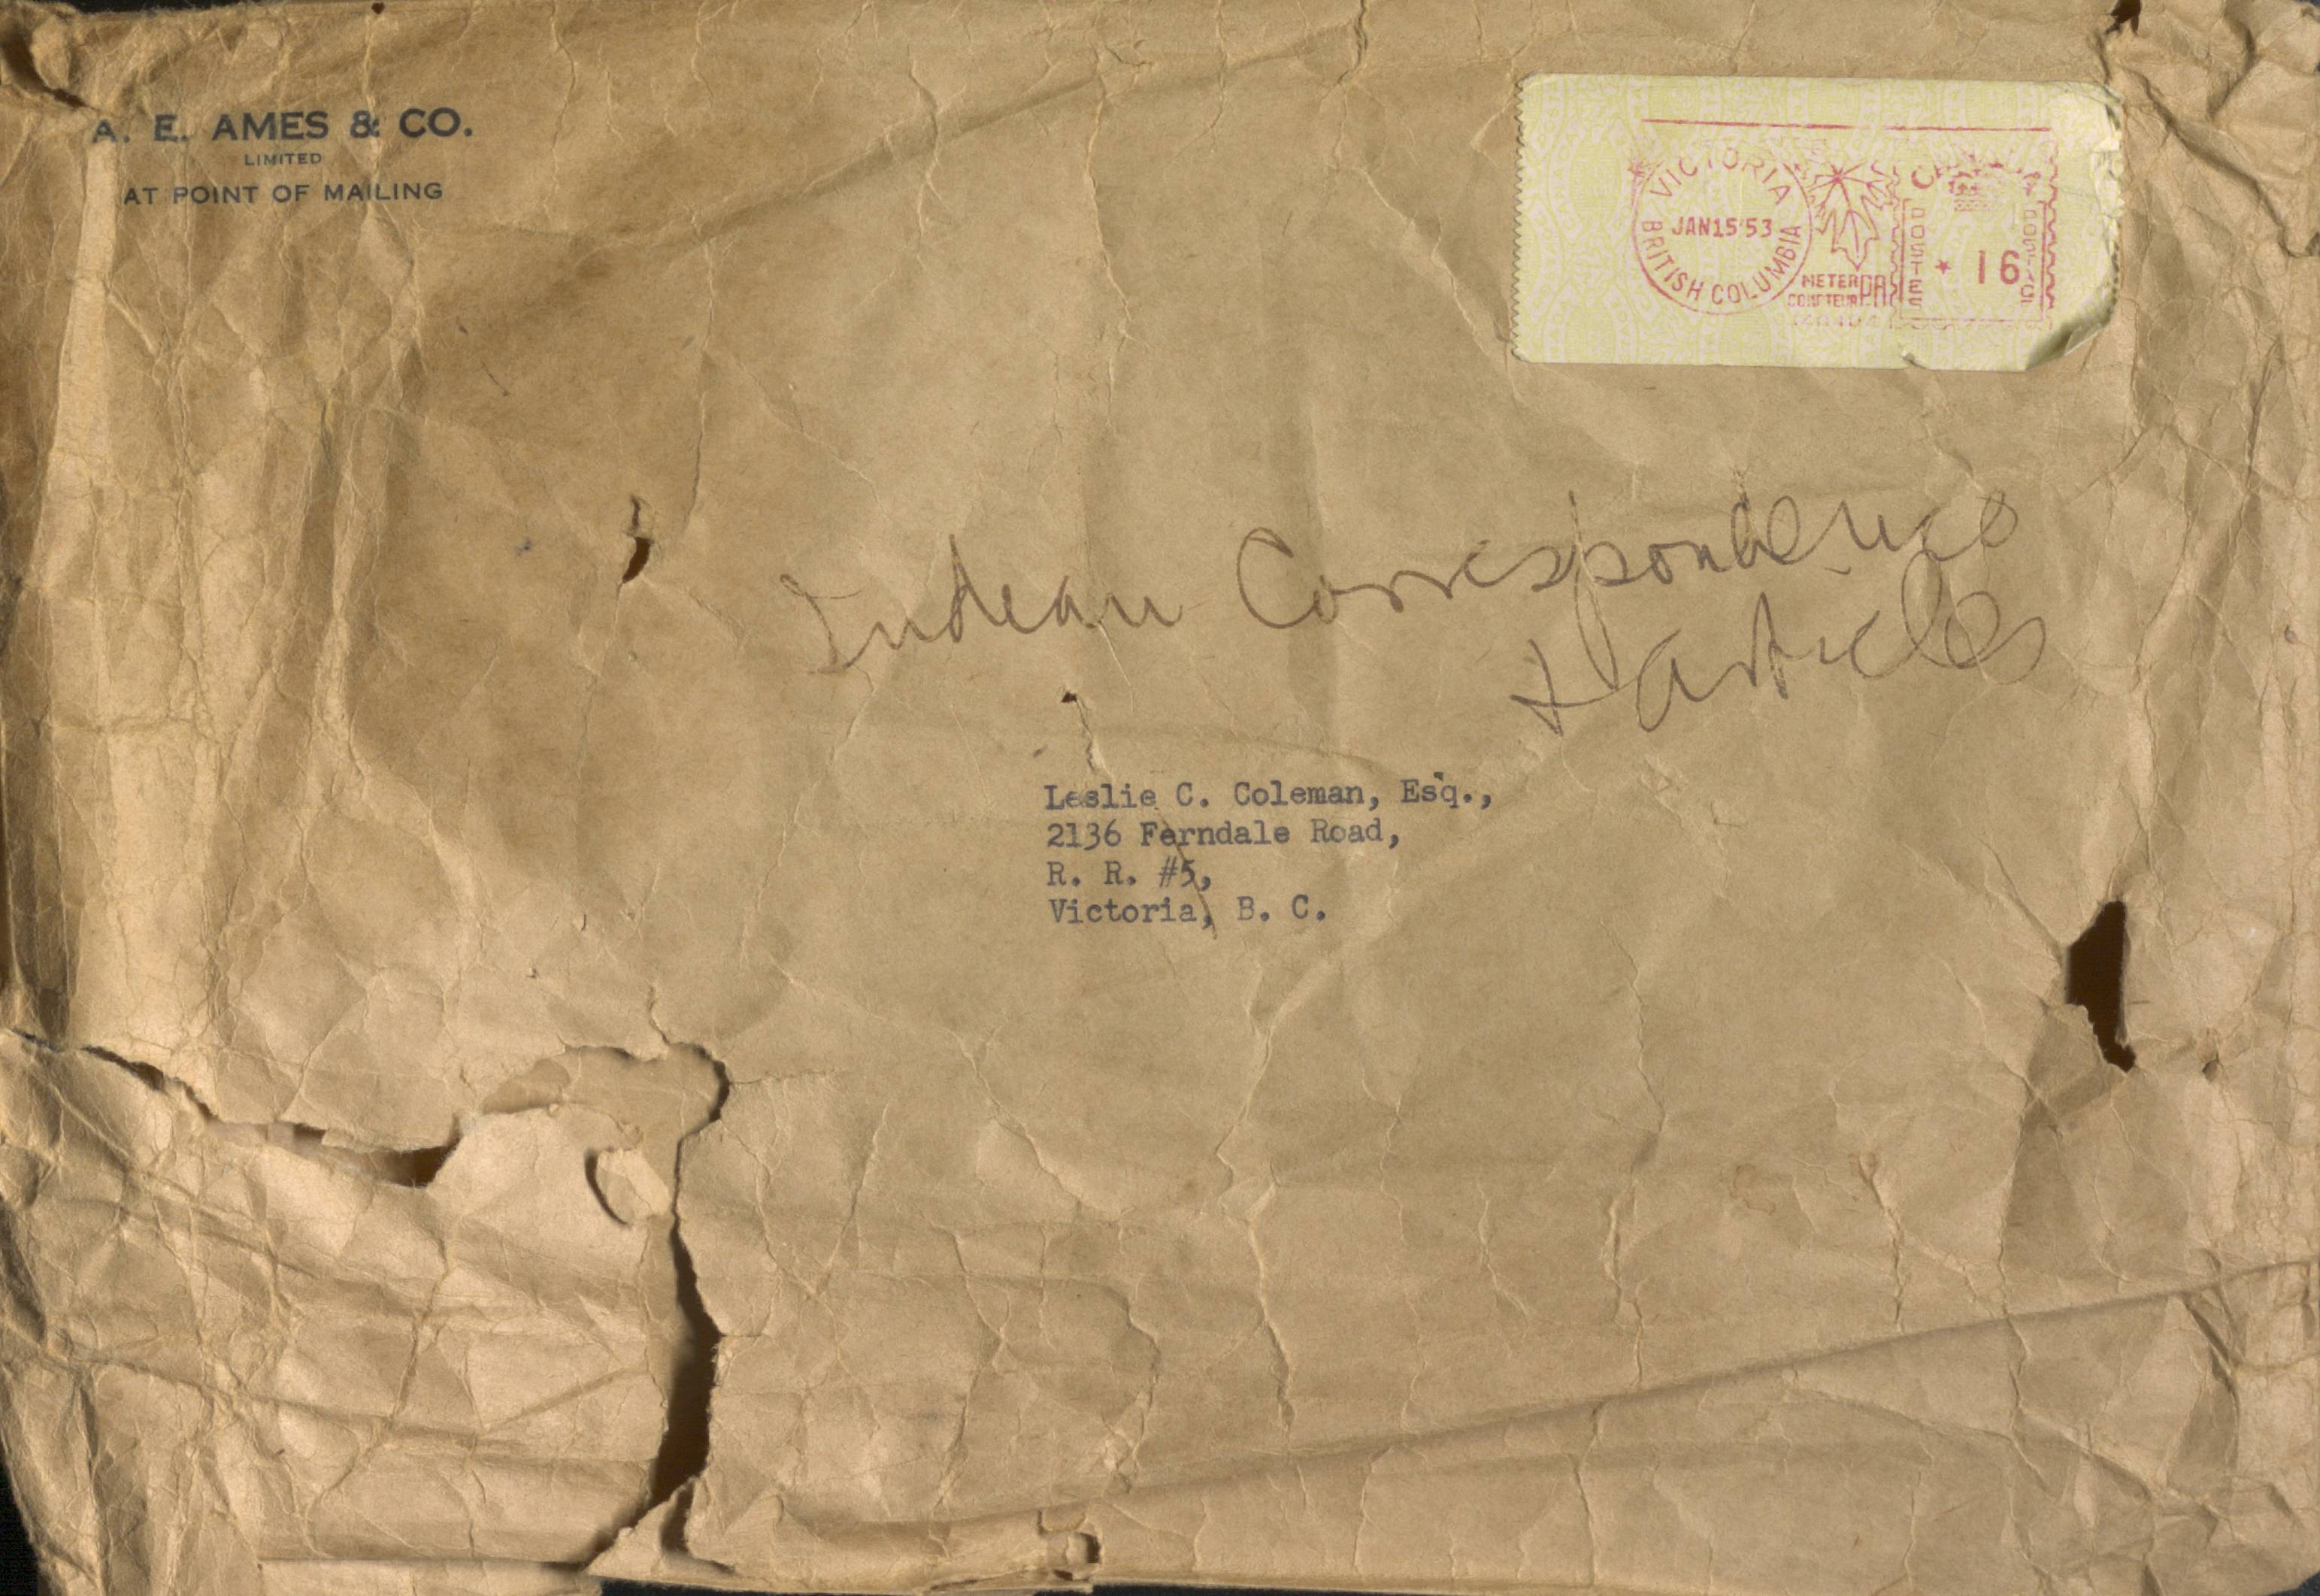 A. E. AMES & CO.
LIMITED
AT POINT OF MAILING
VICTORIA
BRITISH COLUMBIA
JAN 15 '53
METER
COMPTEUR
POSTES
POSTAGE
16
Indian Correspondence
& Articles
Leslie C. Coleman, Esq.,
2136 Ferndale Road,
R. R. #5,
Victoria, B. C.